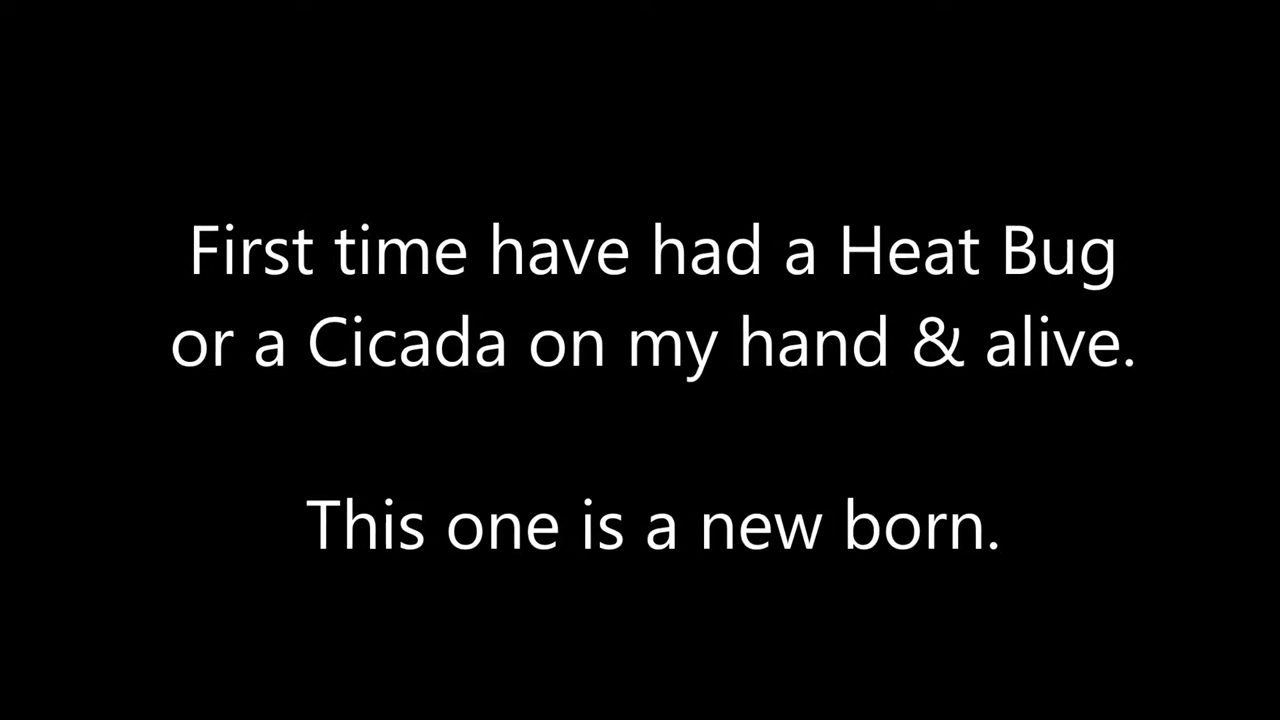 First time have had a Heat Bug
or a Cicada on my hand & alive.
This one is a new born.